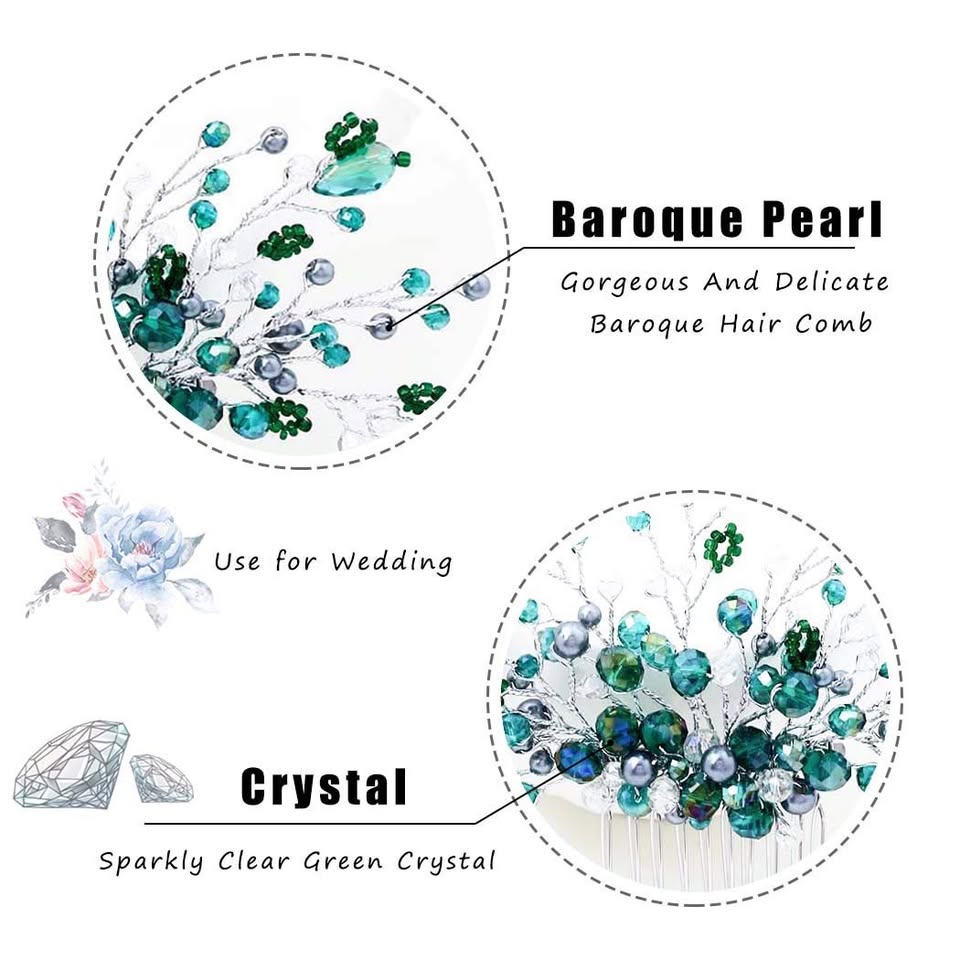 Baroque Pearl
Gorgeous And Delicate
Baroque Hair Comb
Use for Wedding
Crystal
Sparkly Clear Green Crystal